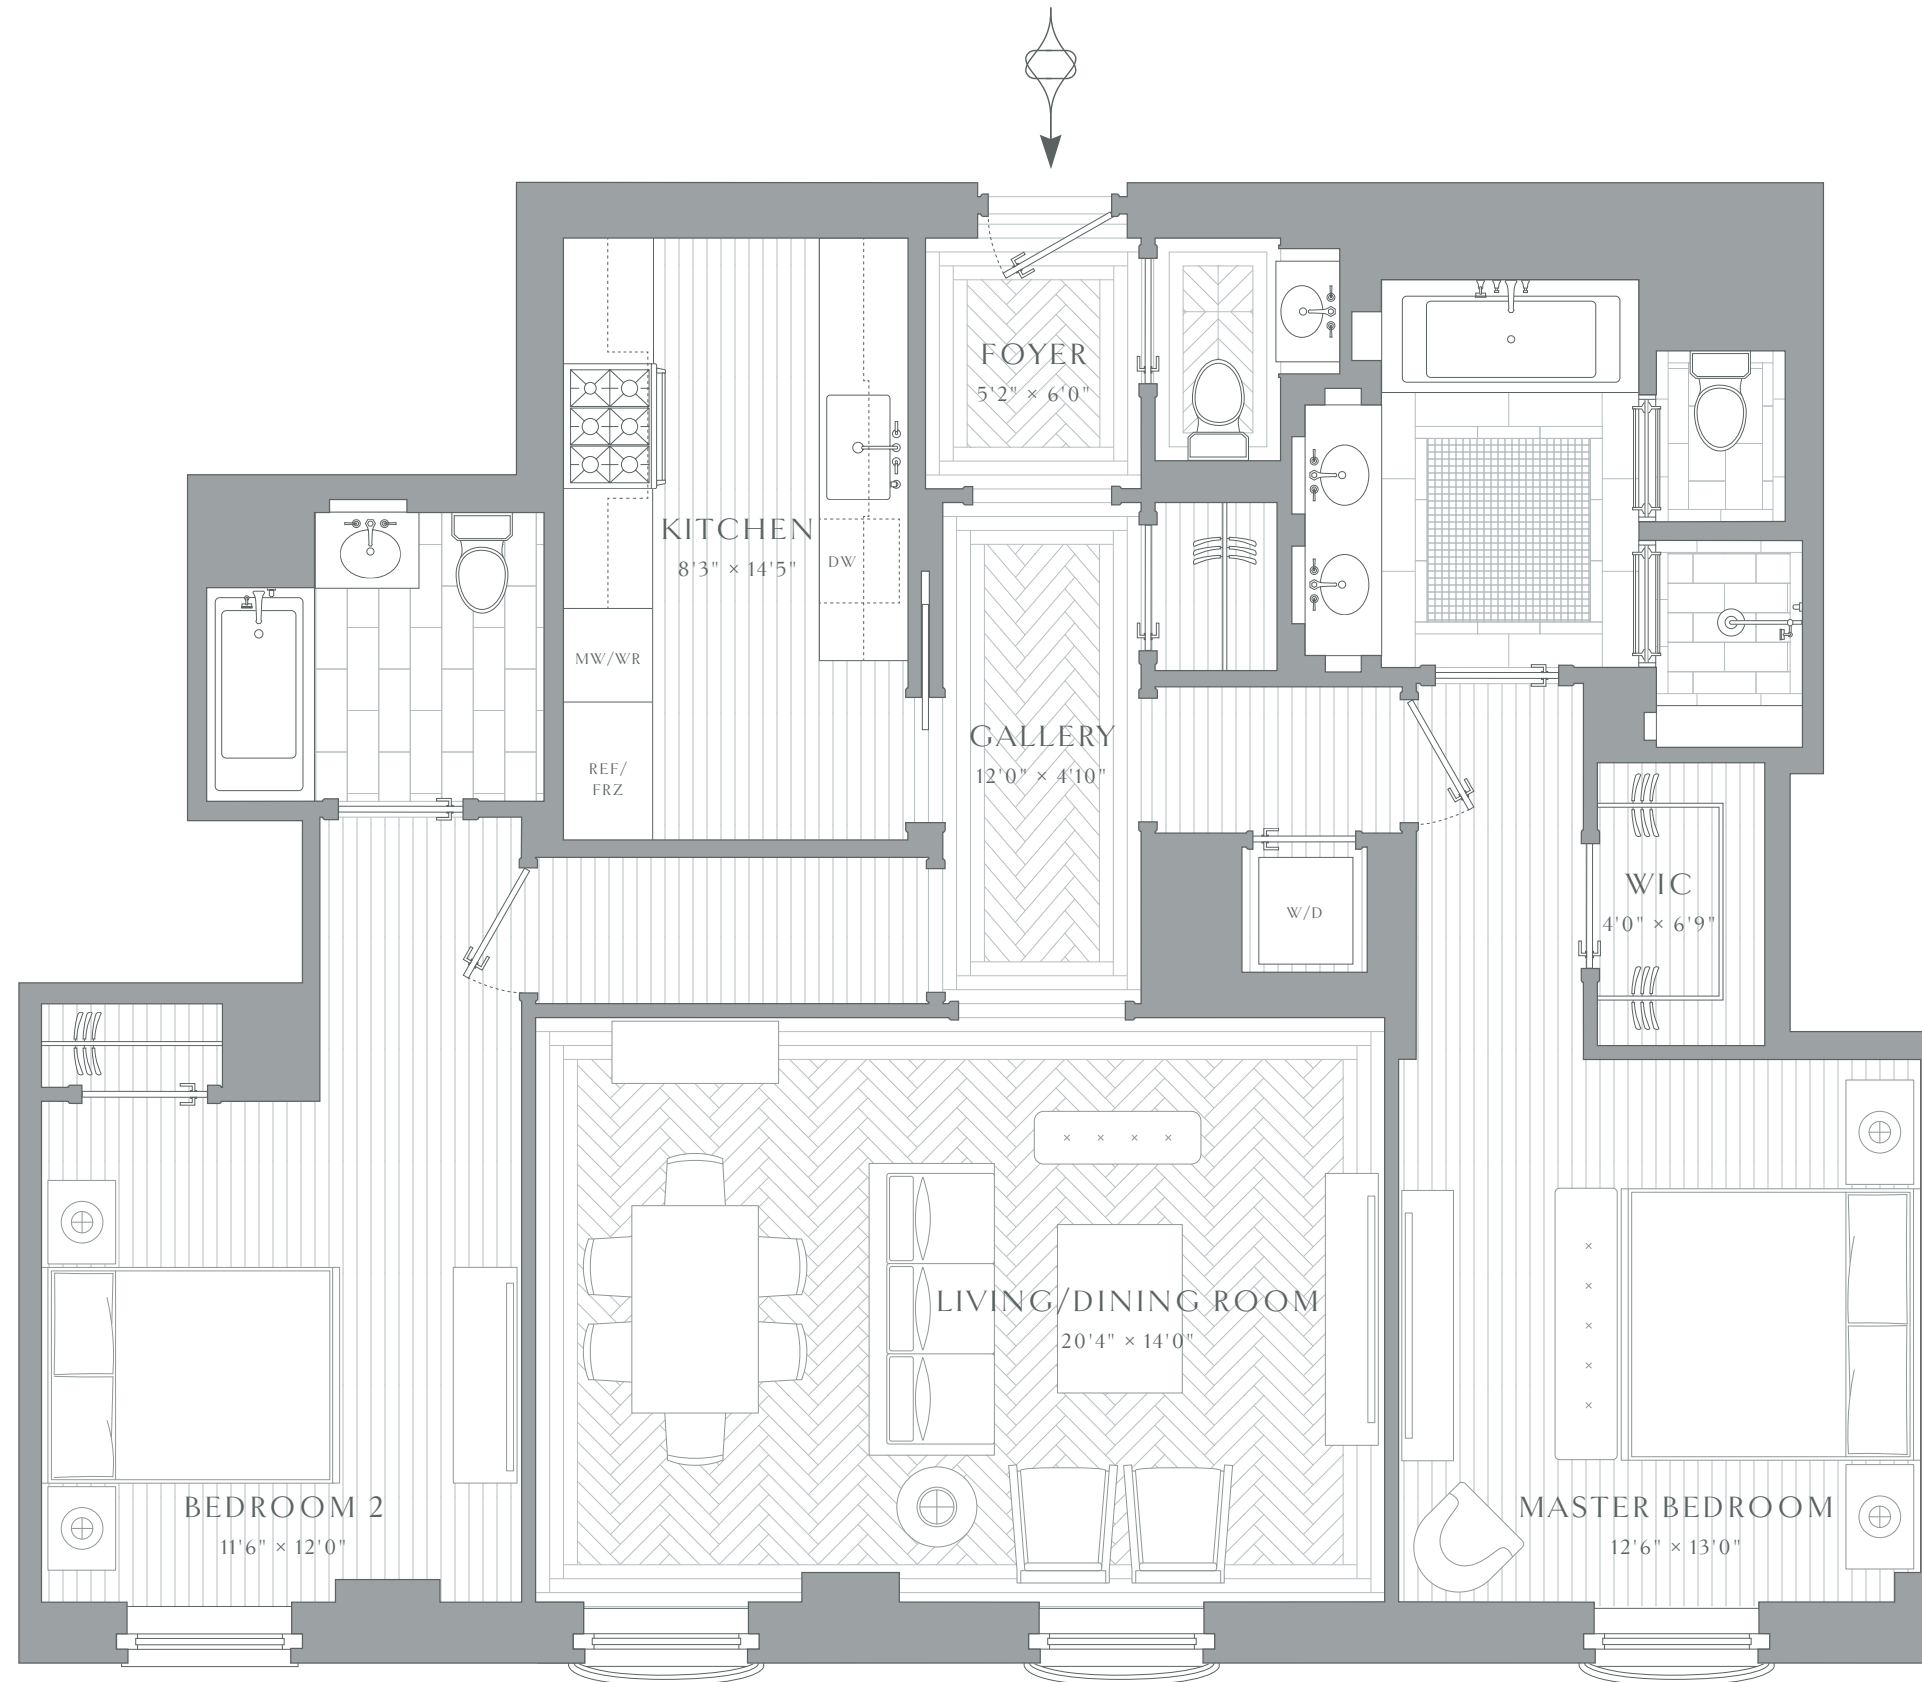 FOYER
5'2" × 6'0"
KITCHEN
8'3" × 14'5"
DW
MW/WR
REF/
FRZ
GALLERY
12'0" × 4'10"
W/D
WIC
4'0" × 6'9"
LIVING/DINING ROOM
20'4" × 14'0"
BEDROOM 2
11'6" × 12'0"
MASTER BEDROOM
12'6" × 13'0"